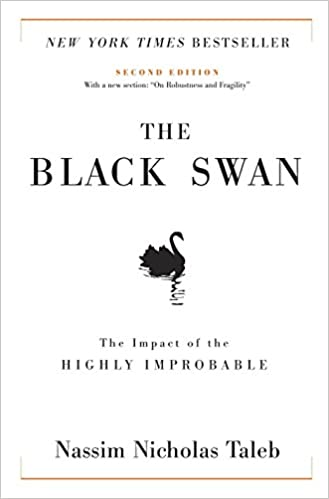 NEW YORK TIMES BESTSELLER
SECOND EDITION
With a new section: "On Robustness and Fragility"
THE
BLACK SWAN
The Impact of the
HIGHLY IMPROBABLE
Nassim Nicholas Taleb